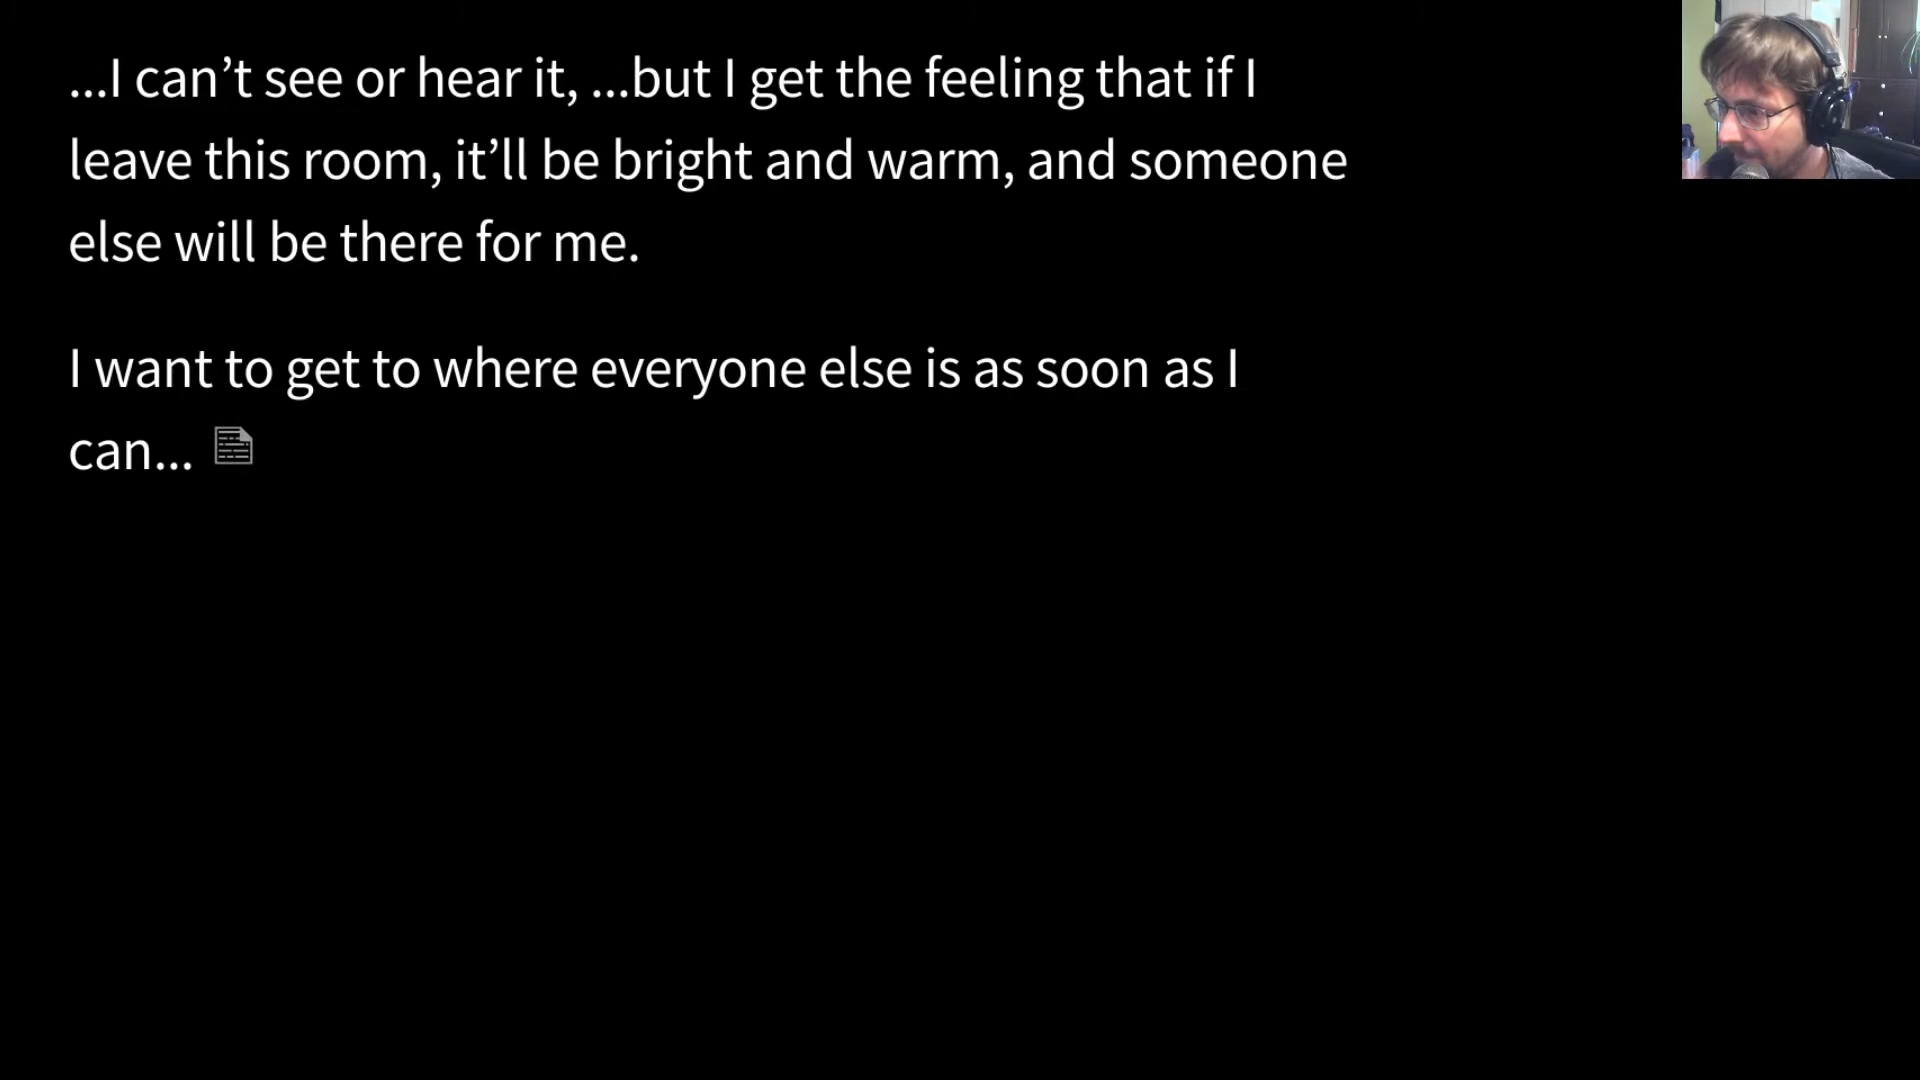 ...I can’t see or hear it, ...but I get the feeling that if I
leave this room, it’ll be bright and warm, and someone
else will be there for me.
I want to get to where everyone else is as soon as I
can...